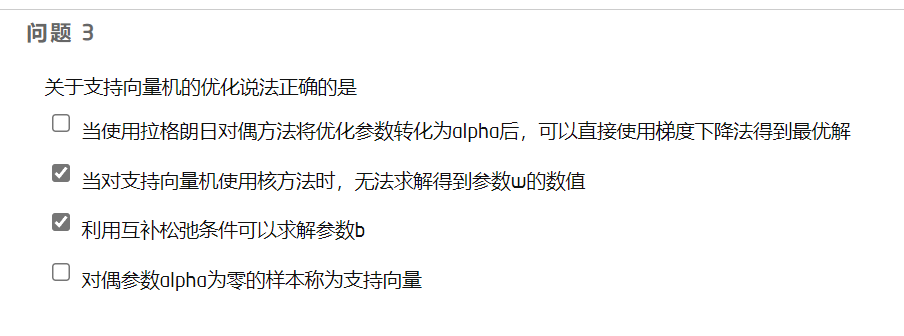 问题 3
关于支持向量机的优化说法正确的是
当使用拉格朗日对偶方法将优化参数转化为alpha后，可以直接使用梯度下降法得到最优解
当对支持向量机使用核方法时，无法求解得到参数w的数值
利用互补松弛条件可以求解参数b
对偶参数alpha为零的样本称为支持向量